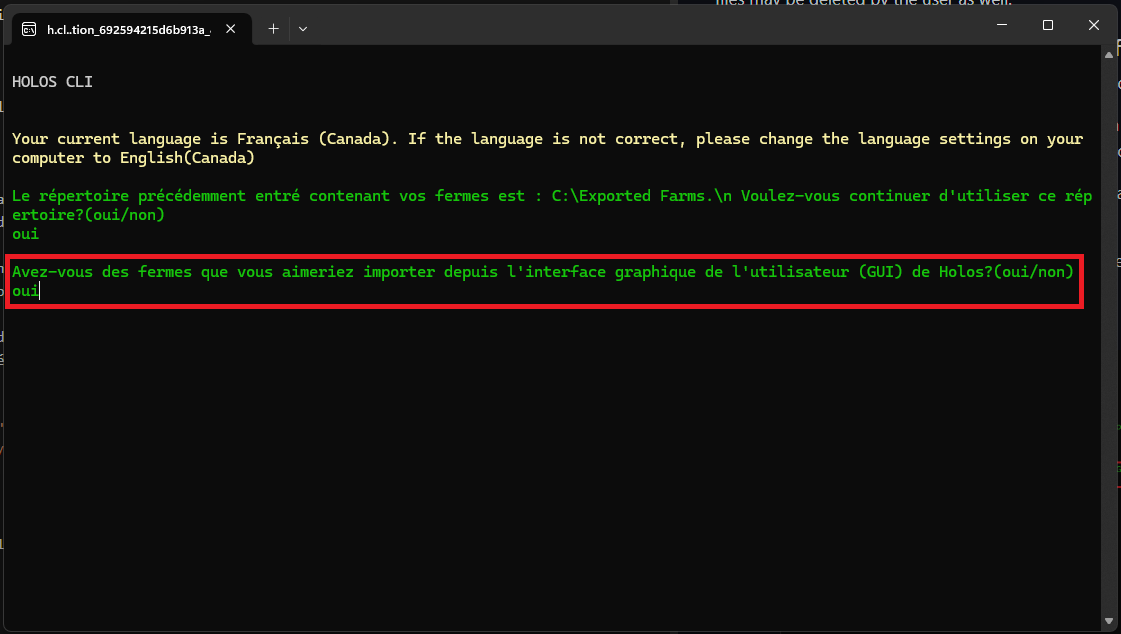 files may be deleted by the user as well.
h.cl..tion_692594215d6b913a_
HOLOS CLI
Your current language is Français (Canada). If the language is not correct, please change the language settings on your
computer to English(Canada)
Le répertoire précédemment entré contenant vos fermes est : C:\Exported Farms.\n Voulez-vous continuer d'utiliser ce rép
ertoire?(oui/non)
oui
Avez-vous des fermes que vous aimeriez importer depuis l'interface graphique de l'utilisateur (GUI) de Holos?(oui/non)
oui